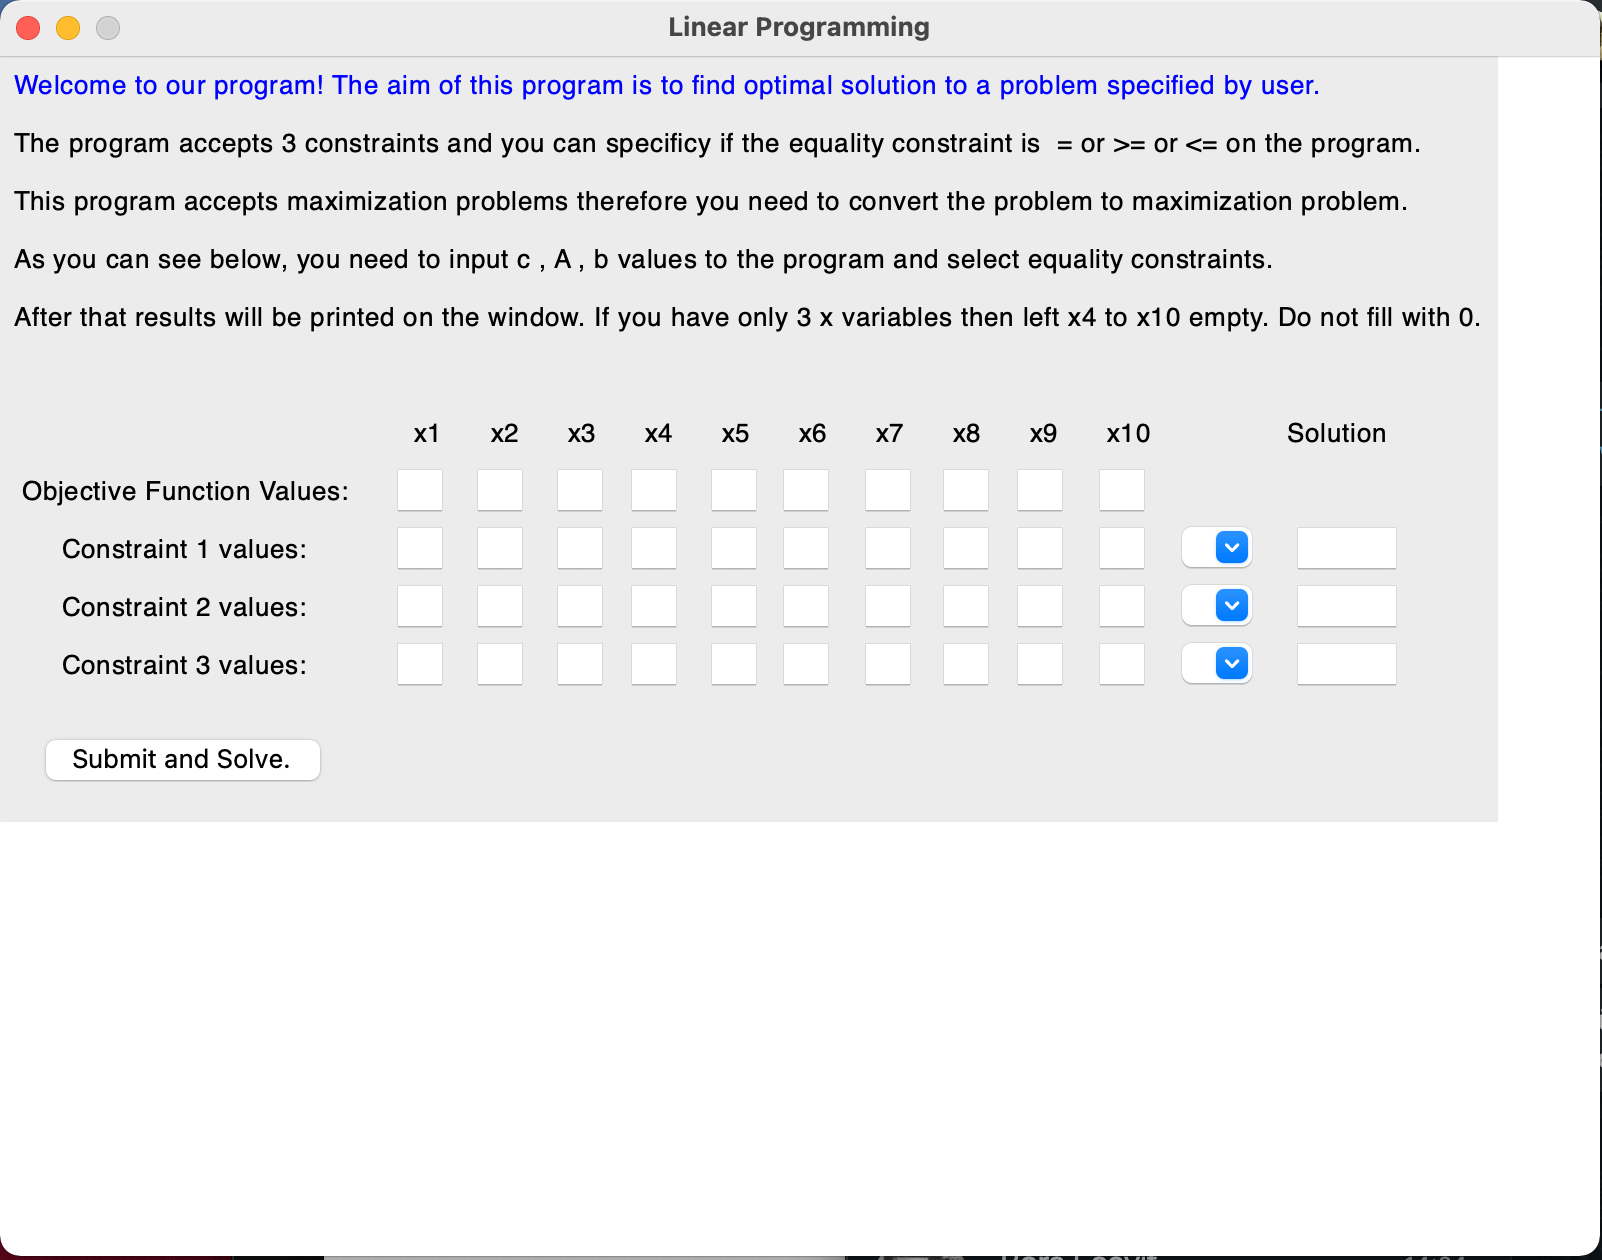 Linear Programming
Welcome to our program! The aim of this program is to find optimal solution to a problem specified by user.
The program accepts 3 constraints and you can specificy if the equality constraint is  = or >= or <= on the program.
This program accepts maximization problems therefore you need to convert the problem to maximization problem.
As you can see below, you need to input c , A , b values to the program and select equality constraints.
After that results will be printed on the window. If you have only 3 x variables then left x4 to x10 empty. Do not fill with 0.
x1 x2 x3 x4 x5 x6 x7 x8 x9 x10 Solution
Objective Function Values:
Constraint 1 values:
Constraint 2 values:
Constraint 3 values:
Submit and Solve.